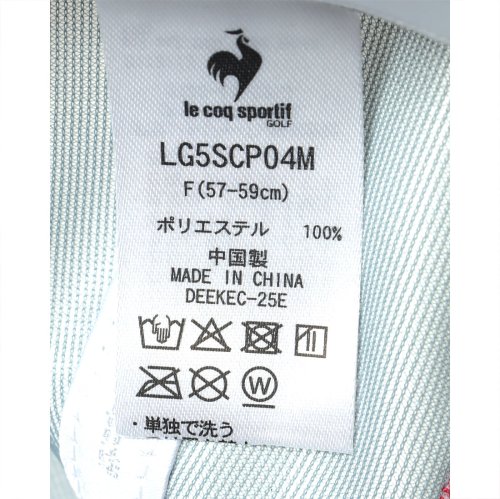 le coq sportif
GOLF
LG5SCP04M
F(57-59cm)
ポリエステル 100%
中国製
MADE IN CHINA
DEEKEC-25E
W
・単独で洗う